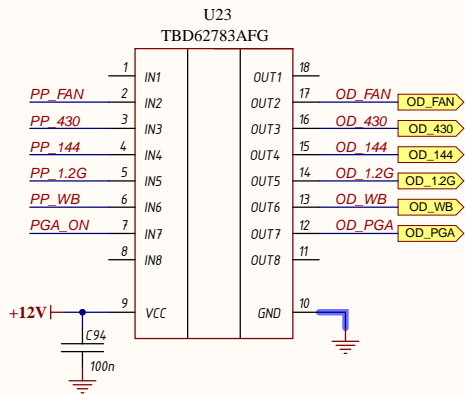 U23
TBD62783AFG
1 IN1 OUT1 18
PP_FAN 2 IN2 OUT2 17 OD_FAN OD_FAN
PP_430 3 IN3 OUT3 16 OD_430 OD_430
PP_144 4 IN4 OUT4 15 OD_144 OD_144
PP_1.2G 5 IN5 OUT5 14 OD_1.2G OD_1.2G
PP_WB 6 IN6 OUT6 13 OD_WB OD_WB
PGA_ON 7 IN7 OUT7 12 OD_PGA OD_PGA
8 IN8 OUT8 11
+12V 9 VCC GND 10
C94
100n